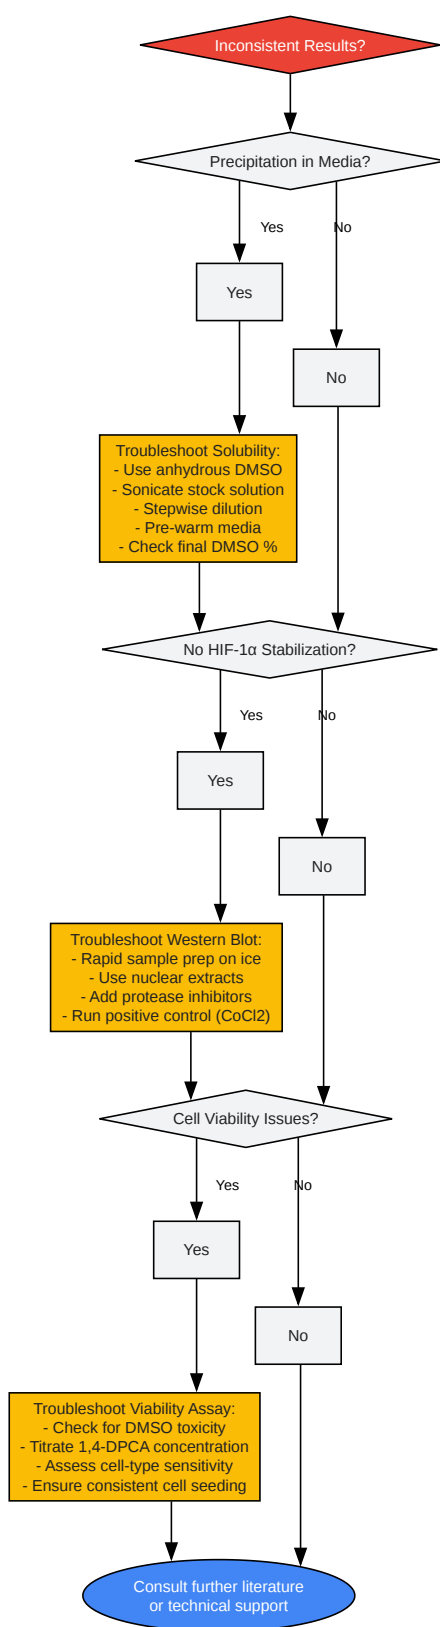 Inconsistent Results?
Precipitation in Media?
Yes
No
Yes
No
Troubleshoot Solubility:
- Use anhydrous DMSO
- Sonicate stock solution
- Stepwise dilution
- Pre-warm media
- Check final DMSO %
No HIF-1α Stabilization?
Yes
No
Yes
No
Troubleshoot Western Blot:
- Rapid sample prep on ice
- Use nuclear extracts
- Add protease inhibitors
- Run positive control (CoCl2)
Cell Viability Issues?
Yes
No
Yes
No
Troubleshoot Viability Assay:
- Check for DMSO toxicity
- Titrate 1,4-DPCA concentration
- Assess cell-type sensitivity
- Ensure consistent cell seeding
Consult further literature
or technical support